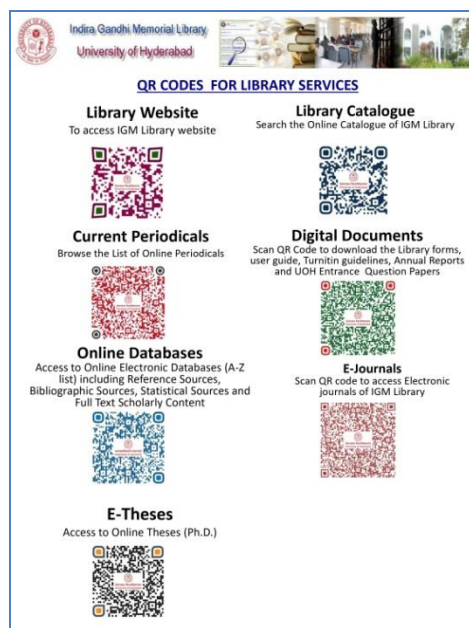 Indira Gandhi Memorial Library
University of Hyderabad
QR CODES FOR LIBRARY SERVICES
Library Website
To access IGM Library website
Library Catalogue
Search the Online Catalogue of IGM Library
Current Periodicals
Browse the List of Online Periodicals
Digital Documents
Scan QR Code to download the Library forms,
user guide, Turnitin guidelines, Annual Reports
and UOH Entrance Question Papers
Online Databases
Access to Online Electronic Databases (A-Z
list) including Reference Sources,
Bibliographic Sources, Statistical Sources and
Full Text Scholarly Content
E-Journals
Scan QR code to access Electronic
journals of IGM Library
E-Theses
Access to Online Theses (Ph.D.)